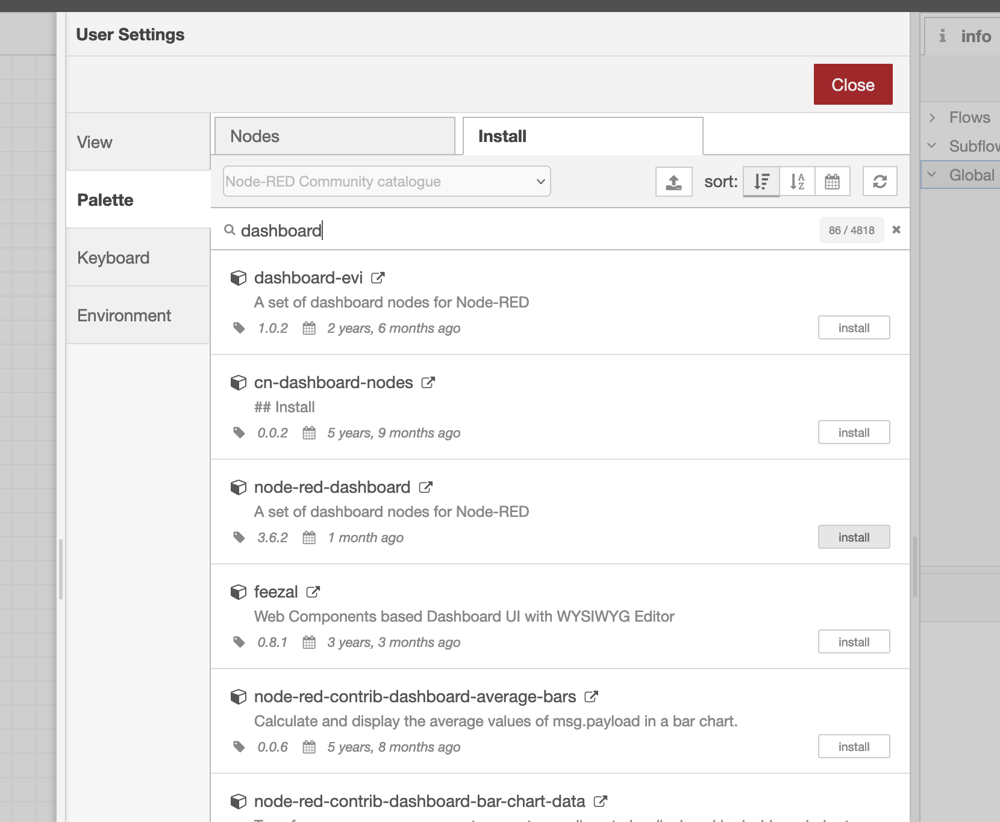 User Settings
Close
View
Palette
Keyboard
Environment
Nodes
Install
Node-RED Community catalogue
sort:
dashboard
86 / 4818
dashboard-evi
A set of dashboard nodes for Node-RED
1.0.2 2 years, 6 months ago
install
cn-dashboard-nodes
## Install
0.0.2 5 years, 9 months ago
install
node-red-dashboard
A set of dashboard nodes for Node-RED
3.6.2 1 month ago
install
feezal
Web Components based Dashboard UI with WYSIWYG Editor
0.8.1 3 years, 3 months ago
install
node-red-contrib-dashboard-average-bars
Calculate and display the average values of msg.payload in a bar chart.
0.0.6 5 years, 8 months ago
install
node-red-contrib-dashboard-bar-chart-data
info
Flows
Global